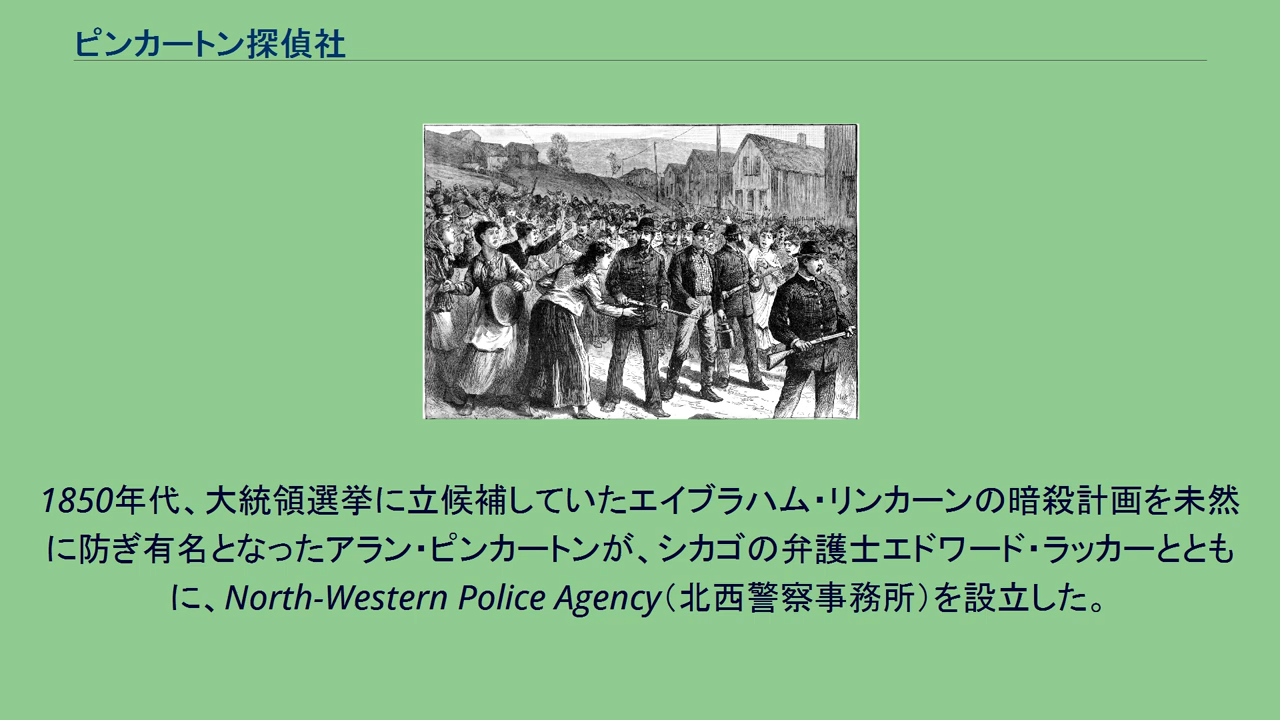 ピンカートン探偵社
1850年代、大統領選挙に立候補していたエイブラハム・リンカーンの暗殺計画を未然
に防ぎ有名となったアラン・ピンカートンが、シカゴの弁護士エドワード・ラッカーととも
に、North-Western Police Agency（北西警察事務所）を設立した。